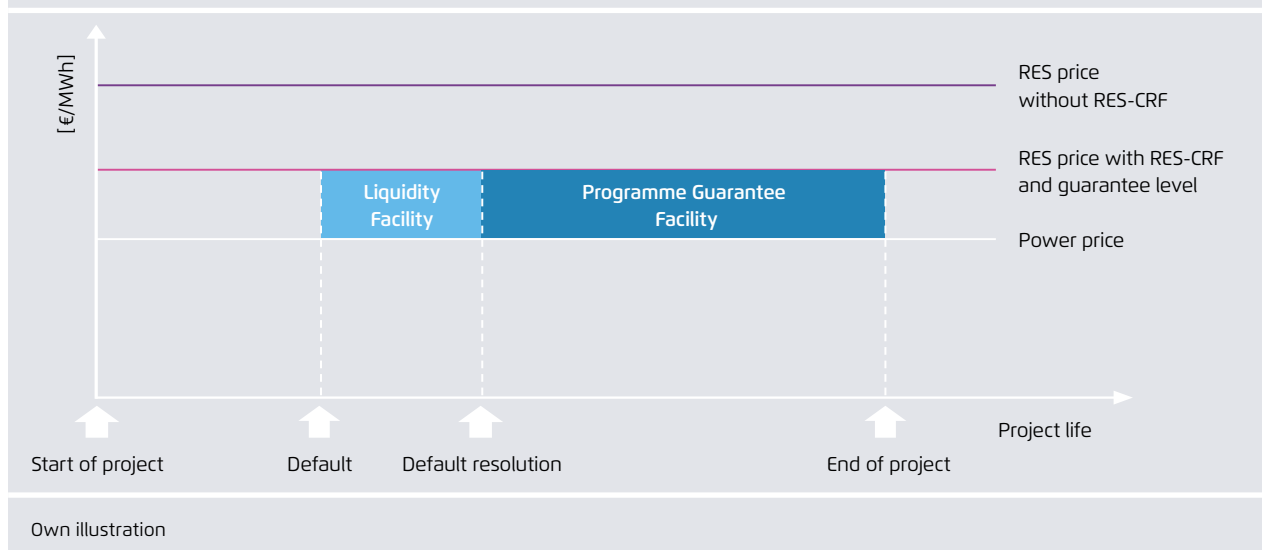 [€/MWh]
RES price
without RES-CRF
RES price with RES-CRF
and guarantee level
Liquidity
Facility
Programme Guarantee
Facility
Power price
Project life
Start of project
Default
Default resolution
End of project
Own illustration